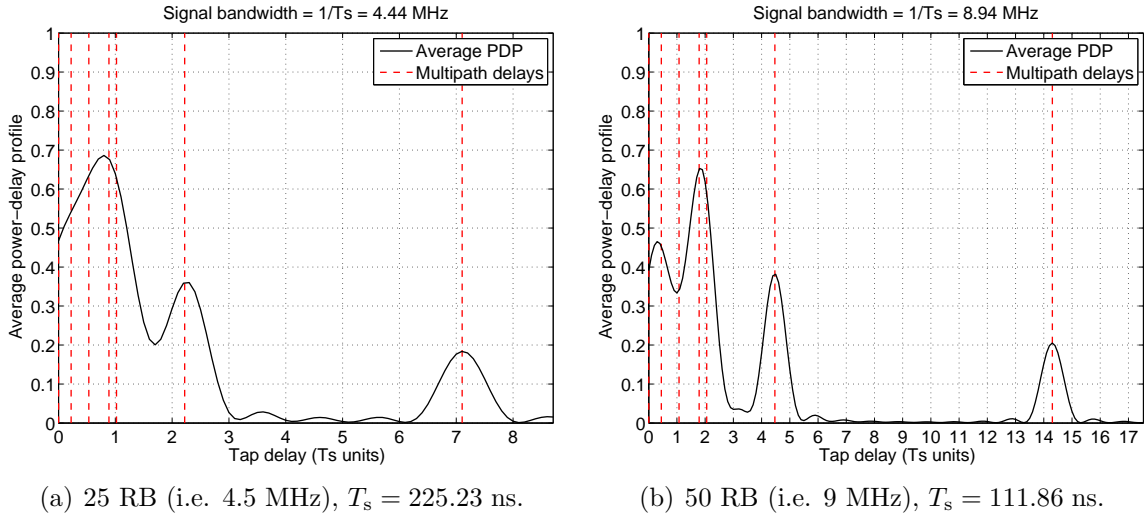 Signal bandwidth = 1/Ts = 4.44 MHz
1
0.9
0.8
0.7
0.6
0.5
0.4
0.3
0.2
0.1
0
Average power−delay profile
Average PDP
Multipath delays
0 1 2 3 4 5 6 7 8
Tap delay (Ts units)
(a) 25 RB (i.e. 4.5 MHz), Ts = 225.23 ns.
Signal bandwidth = 1/Ts = 8.94 MHz
1
0.9
0.8
0.7
0.6
0.5
0.4
0.3
0.2
0.1
0
Average power−delay profile
Average PDP
Multipath delays
0 1 2 3 4 5 6 7 8 9 10 11 12 13 14 15 16 17
Tap delay (Ts units)
(b) 50 RB (i.e. 9 MHz), Ts = 111.86 ns.